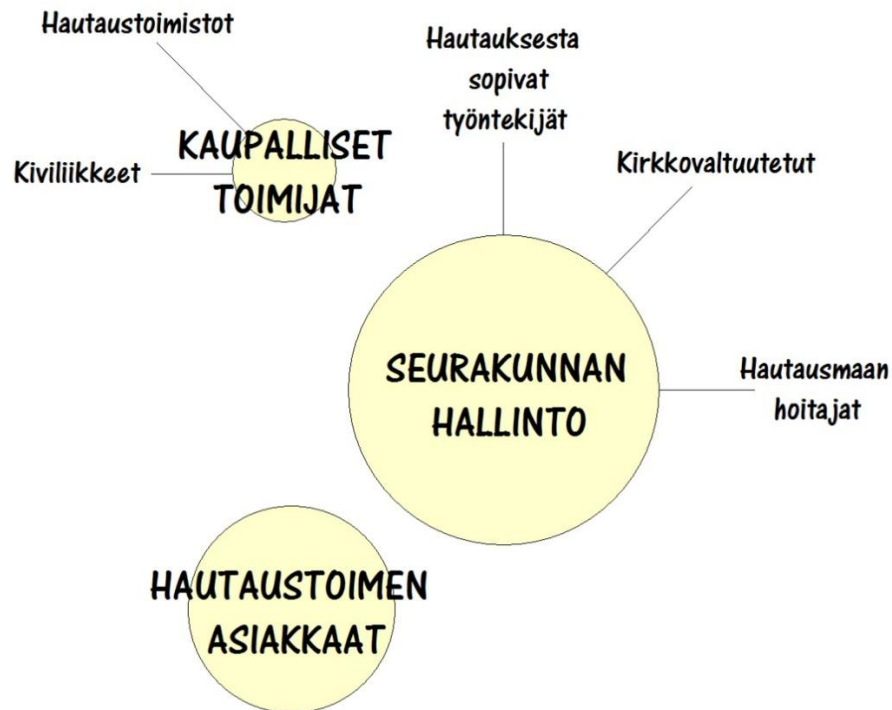 Hautaustoimistot
KAUPALLISET
TOIMIJAT
Kiviliikkeet
Hautauksesta
sopivat
työntekijät
Kirkkovaltuutetut
SEURAKUNNAN
HALLINTO
Hautausmaan
hoitajat
HAUTAUSTOIMEN
ASIAKKAAT